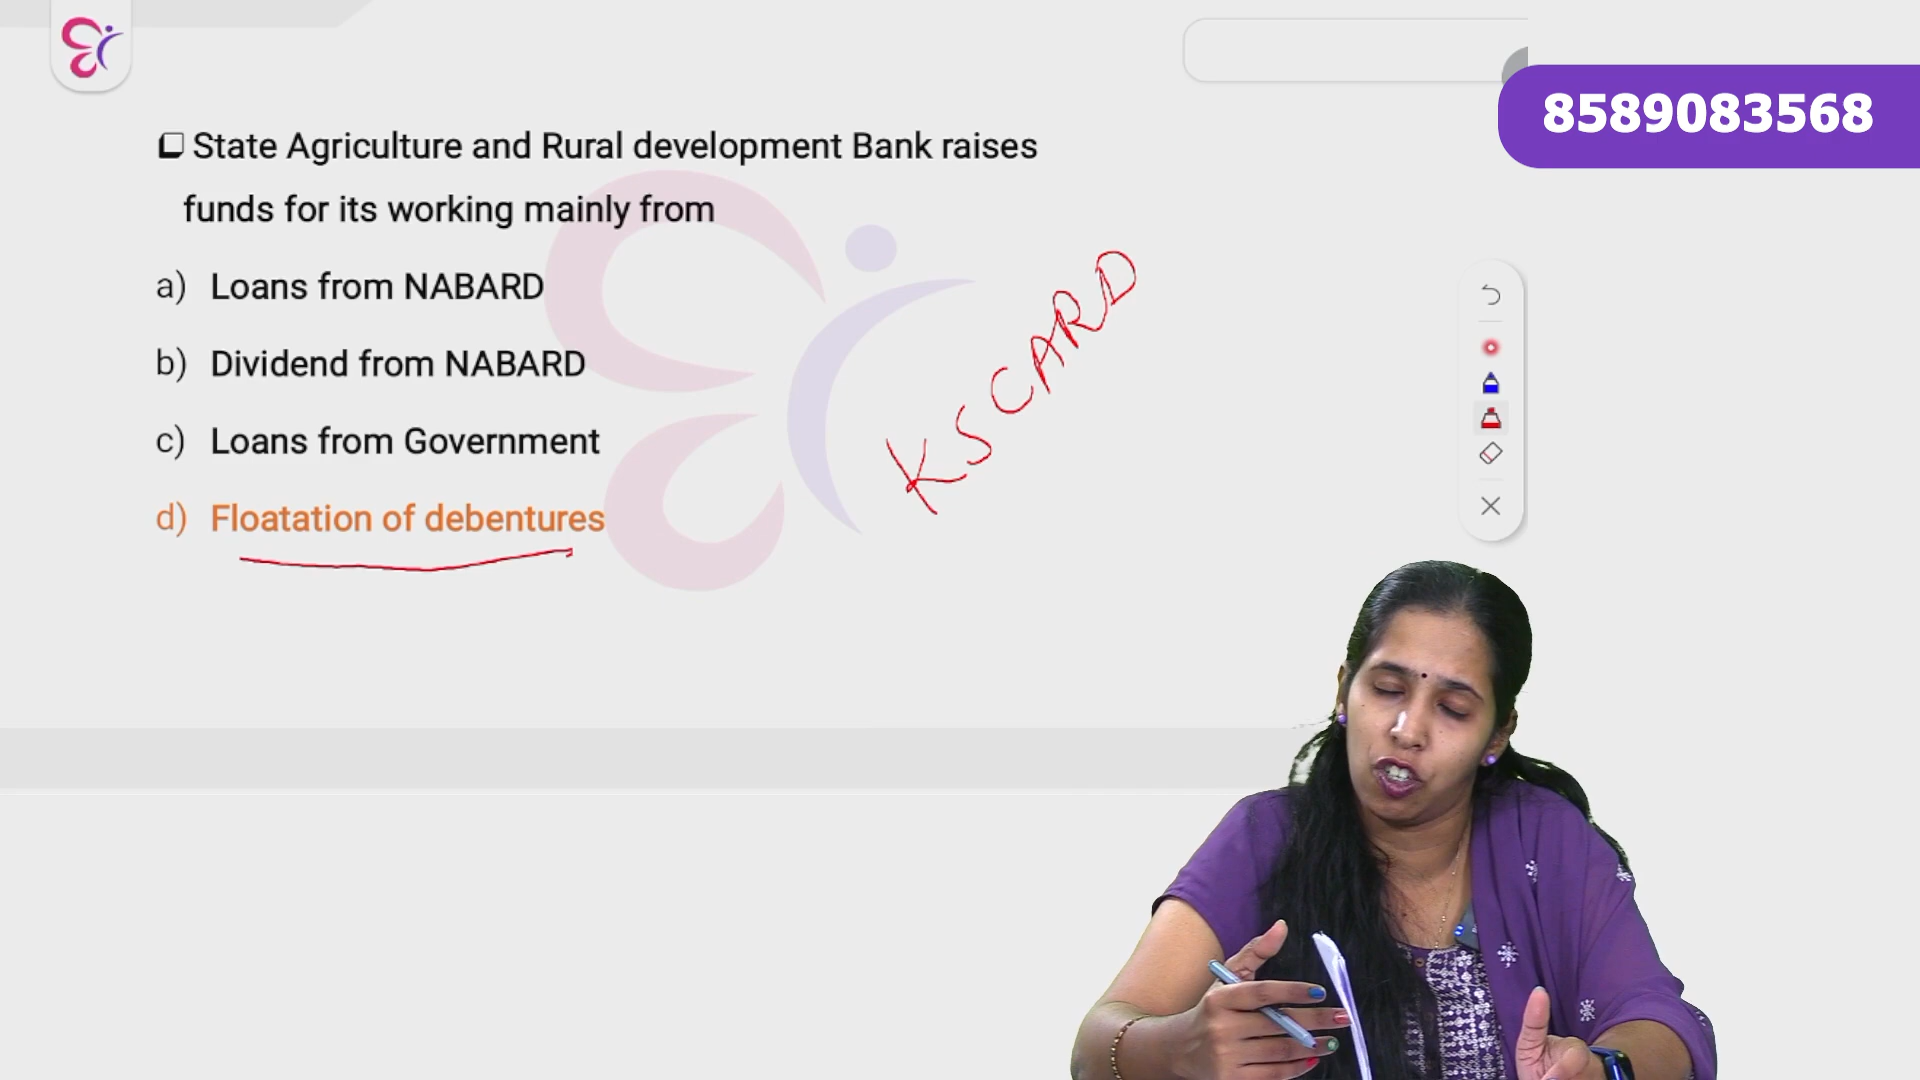 8589083568
State Agriculture and Rural development Bank raises
funds for its working mainly from
a) Loans from NABARD
b) Dividend from NABARD
c) Loans from Government
d) Floatation of debentures
KSCARD